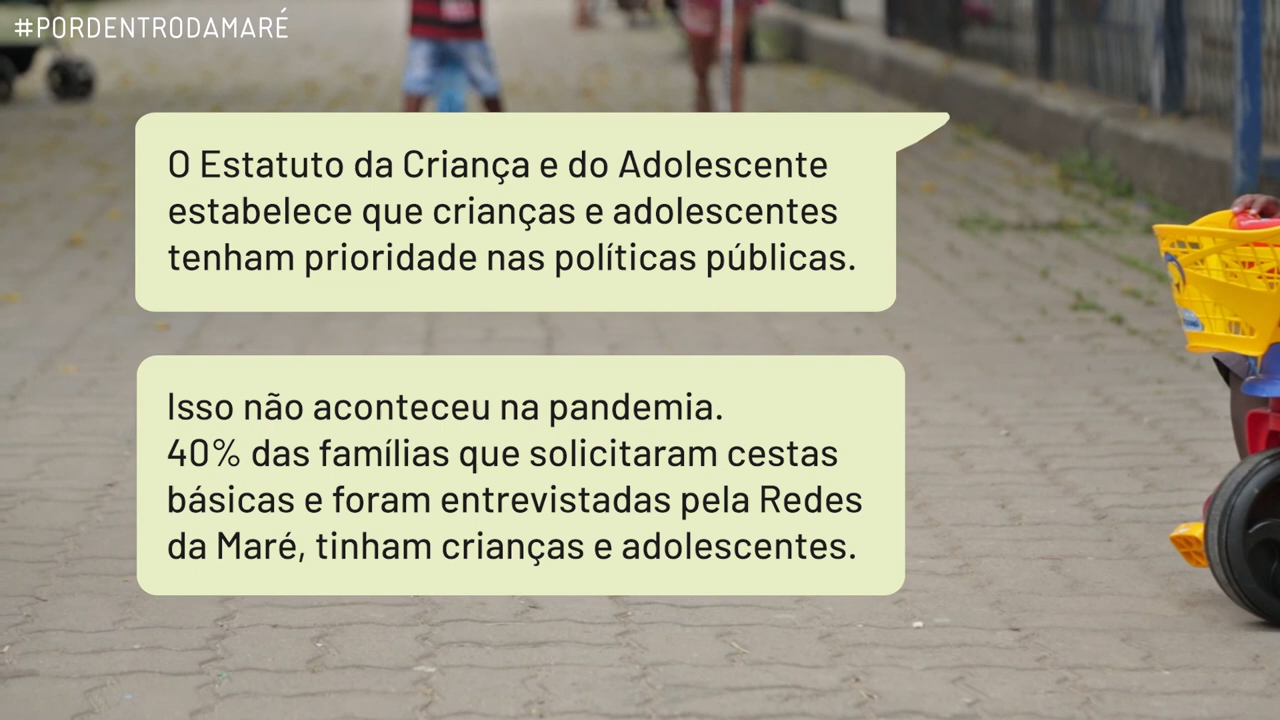 #PORDENTRODAMARÉ
O Estatuto da Criança e do Adolescente
estabelece que crianças e adolescentes
tenham prioridade nas políticas públicas.
Isso não aconteceu na pandemia.
40% das famílias que solicitaram cestas
básicas e foram entrevistadas pela Redes
da Maré, tinham crianças e adolescentes.